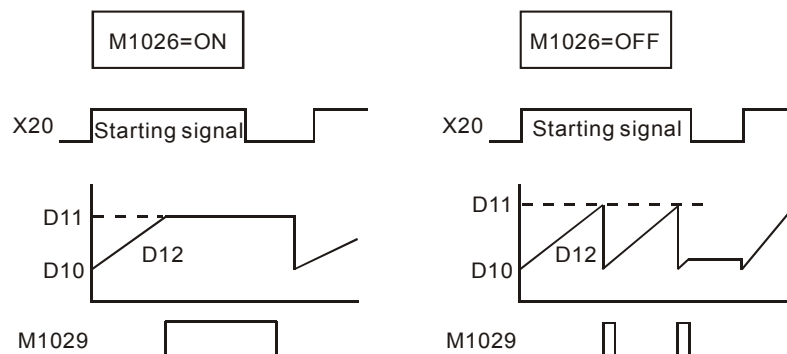 M1026=ON
M1026=OFF
X20 Starting signal
X20 Starting signal
D11
D12
D10
D11
D12
D10
M1029
M1029